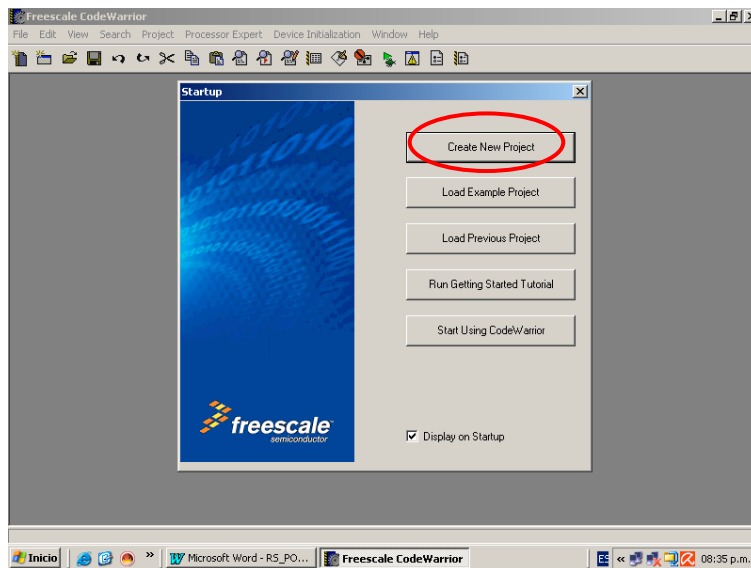 Freescale CodeWarrior
File Edit View Search Project Processor Expert Device Initialization Window Help
Startup
Create New Project
Load Example Project
Load Previous Project
Run Getting Started Tutorial
Start Using CodeWarrior
freescale
semiconductor
Display on Startup
Inicio
»
Microsoft Word - RS_PO...
Freescale CodeWarrior
ES
«
08:35 p.m.